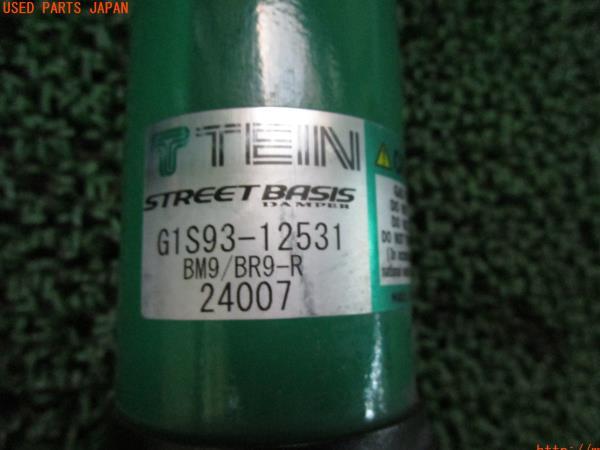 USED PARTS JAPAN
TEIN
STREET BASIS
DAMPER
G1S93-12531
BM9/BR9-R
24007
DO NOT